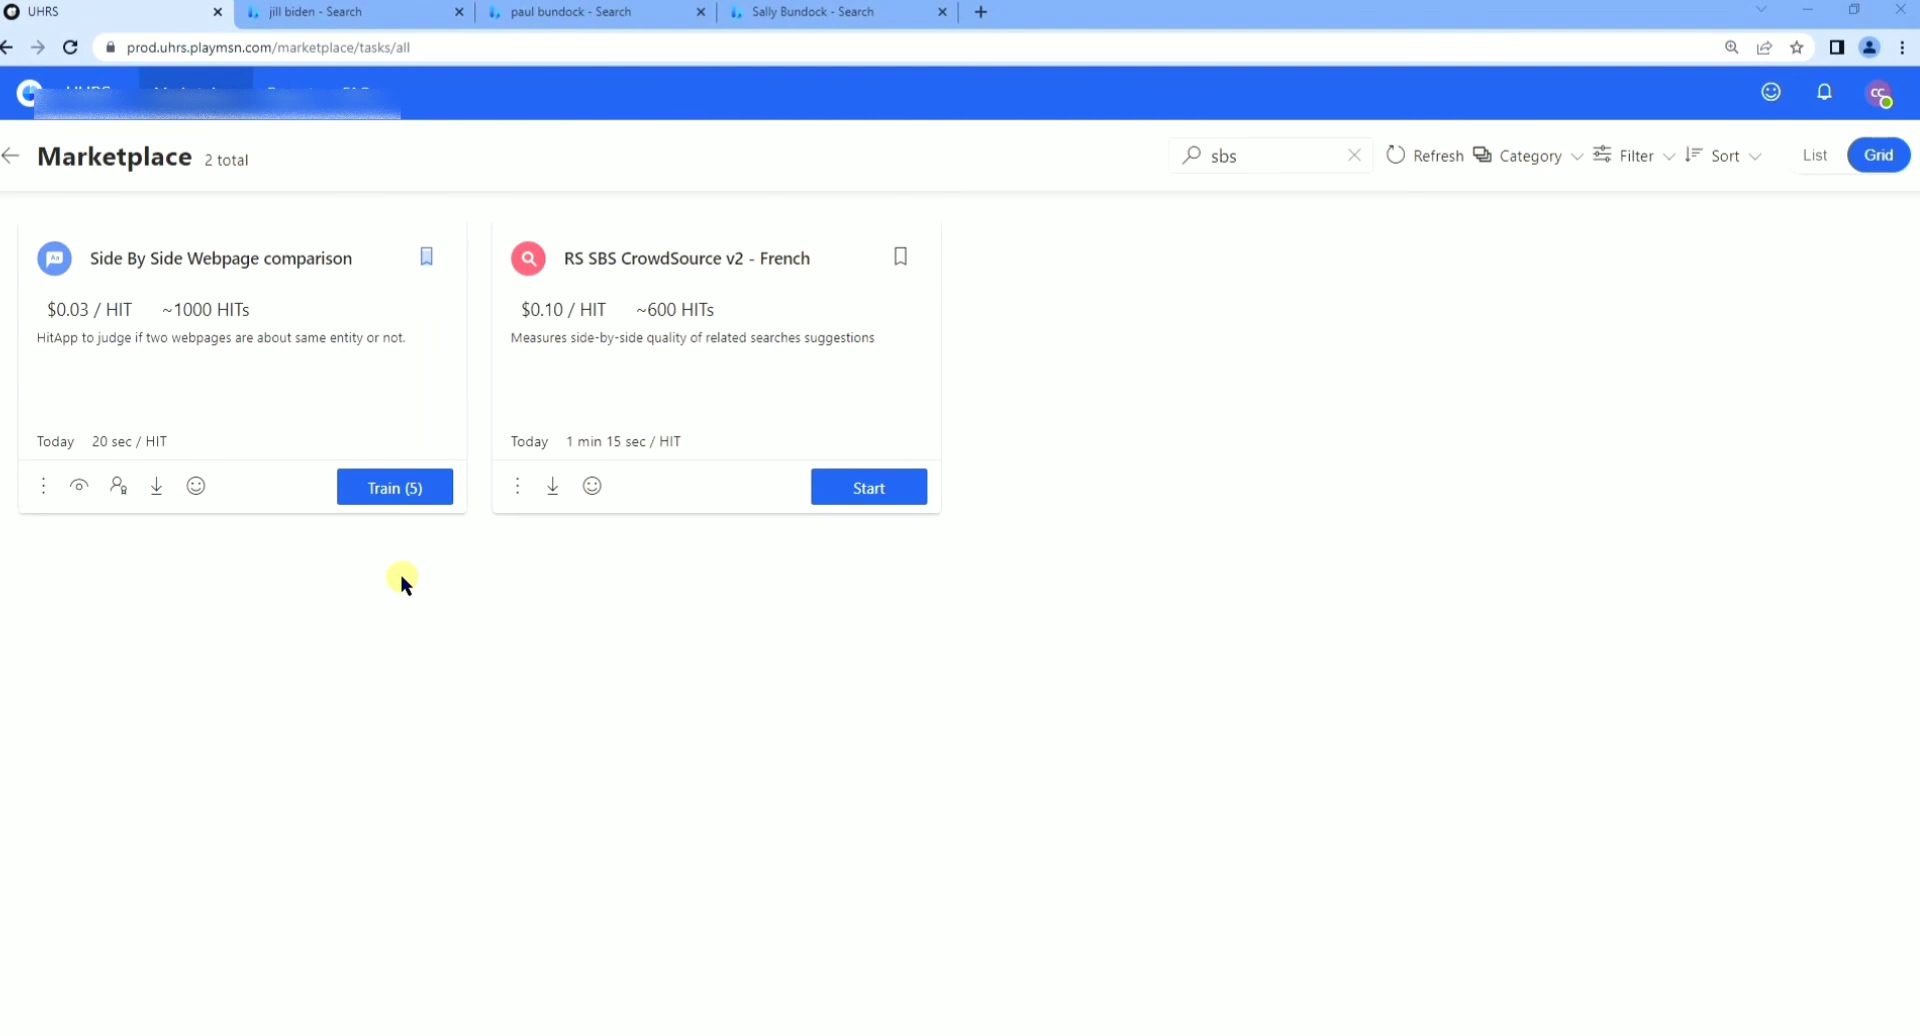 UHRS
jill biden - Search
paul bundock - Search
Sally Bundock - Search
prod.uhrs.playmsn.com/marketplace/tasks/all
CC
Marketplace 2 total
sbs
Refresh
Category
Filter
Sort
List
Grid
Side By Side Webpage comparison
$0.03 / HIT ~1000 HITs
HitApp to judge if two webpages are about same entity or not.
Today 20 sec / HIT
Train (5)
RS SBS CrowdSource v2 - French
$0.10 / HIT ~600 HITs
Measures side-by-side quality of related searches suggestions
Today 1 min 15 sec / HIT
Start